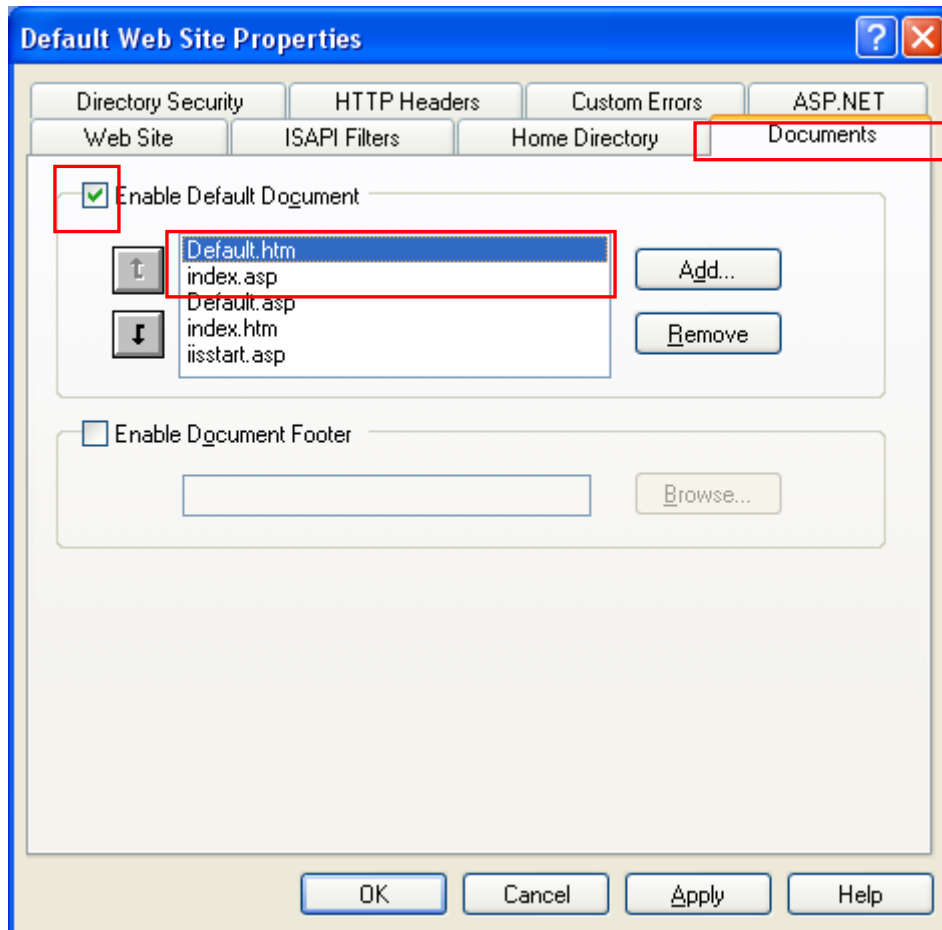 Default Web Site Properties
Directory Security HTTP Headers Custom Errors ASP.NET
Web Site ISAPI Filters Home Directory Documents
Enable Default Document
Default.htm
index.asp
Default.asp
index.htm
iisstart.asp
Add...
Remove
Enable Document Footer
Browse...
OK Cancel Apply Help